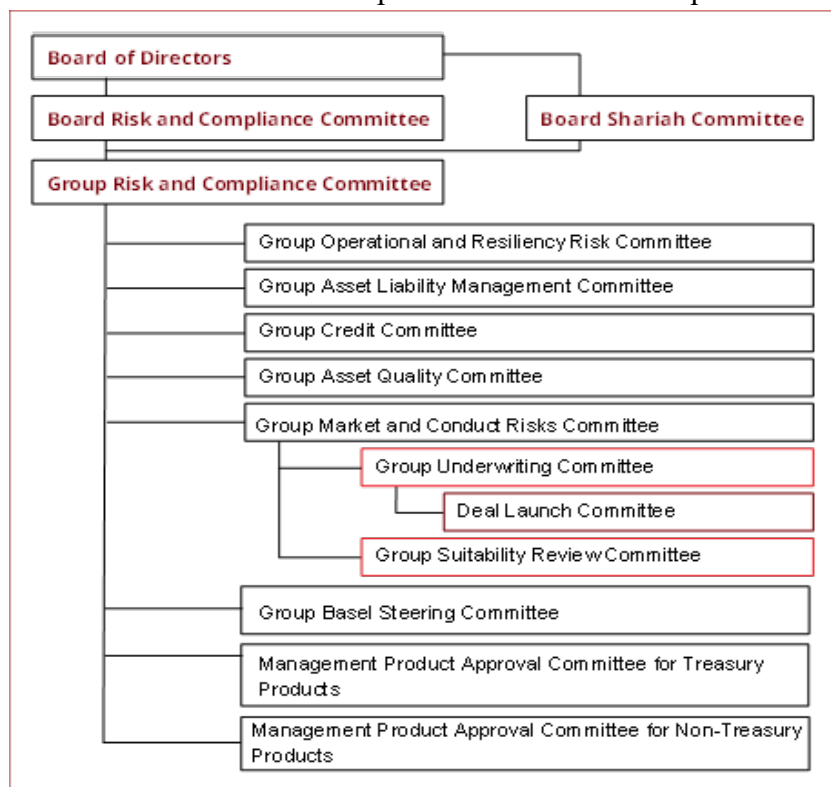 Board of Directors
Board Risk and Compliance Committee
Board Shariah Committee
Group Risk and Compliance Committee
Group Operational and Resiliency Risk Committee
Group Asset Liability Management Committee
Group Credit Committee
Group Asset Quality Committee
Group Market and Conduct Risks Committee
Group Underwriting Committee
Deal Launch Committee
Group Suitability Review Committee
Group Basel Steering Committee
Management Product Approval Committee for Treasury
Products
Management Product Approval Committee for Non-Treasury
Products